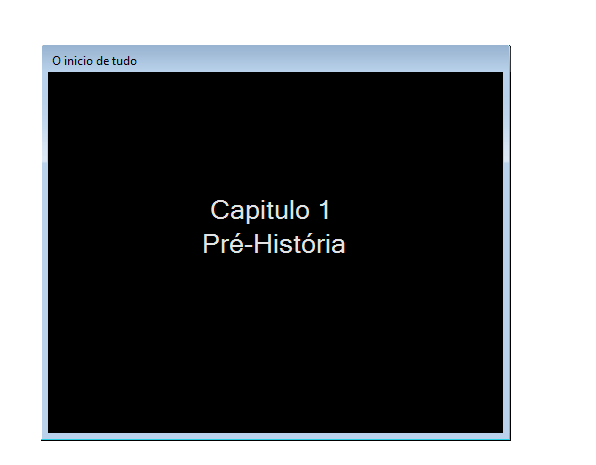 O inicio de tudo
Capitulo 1
Pré-História